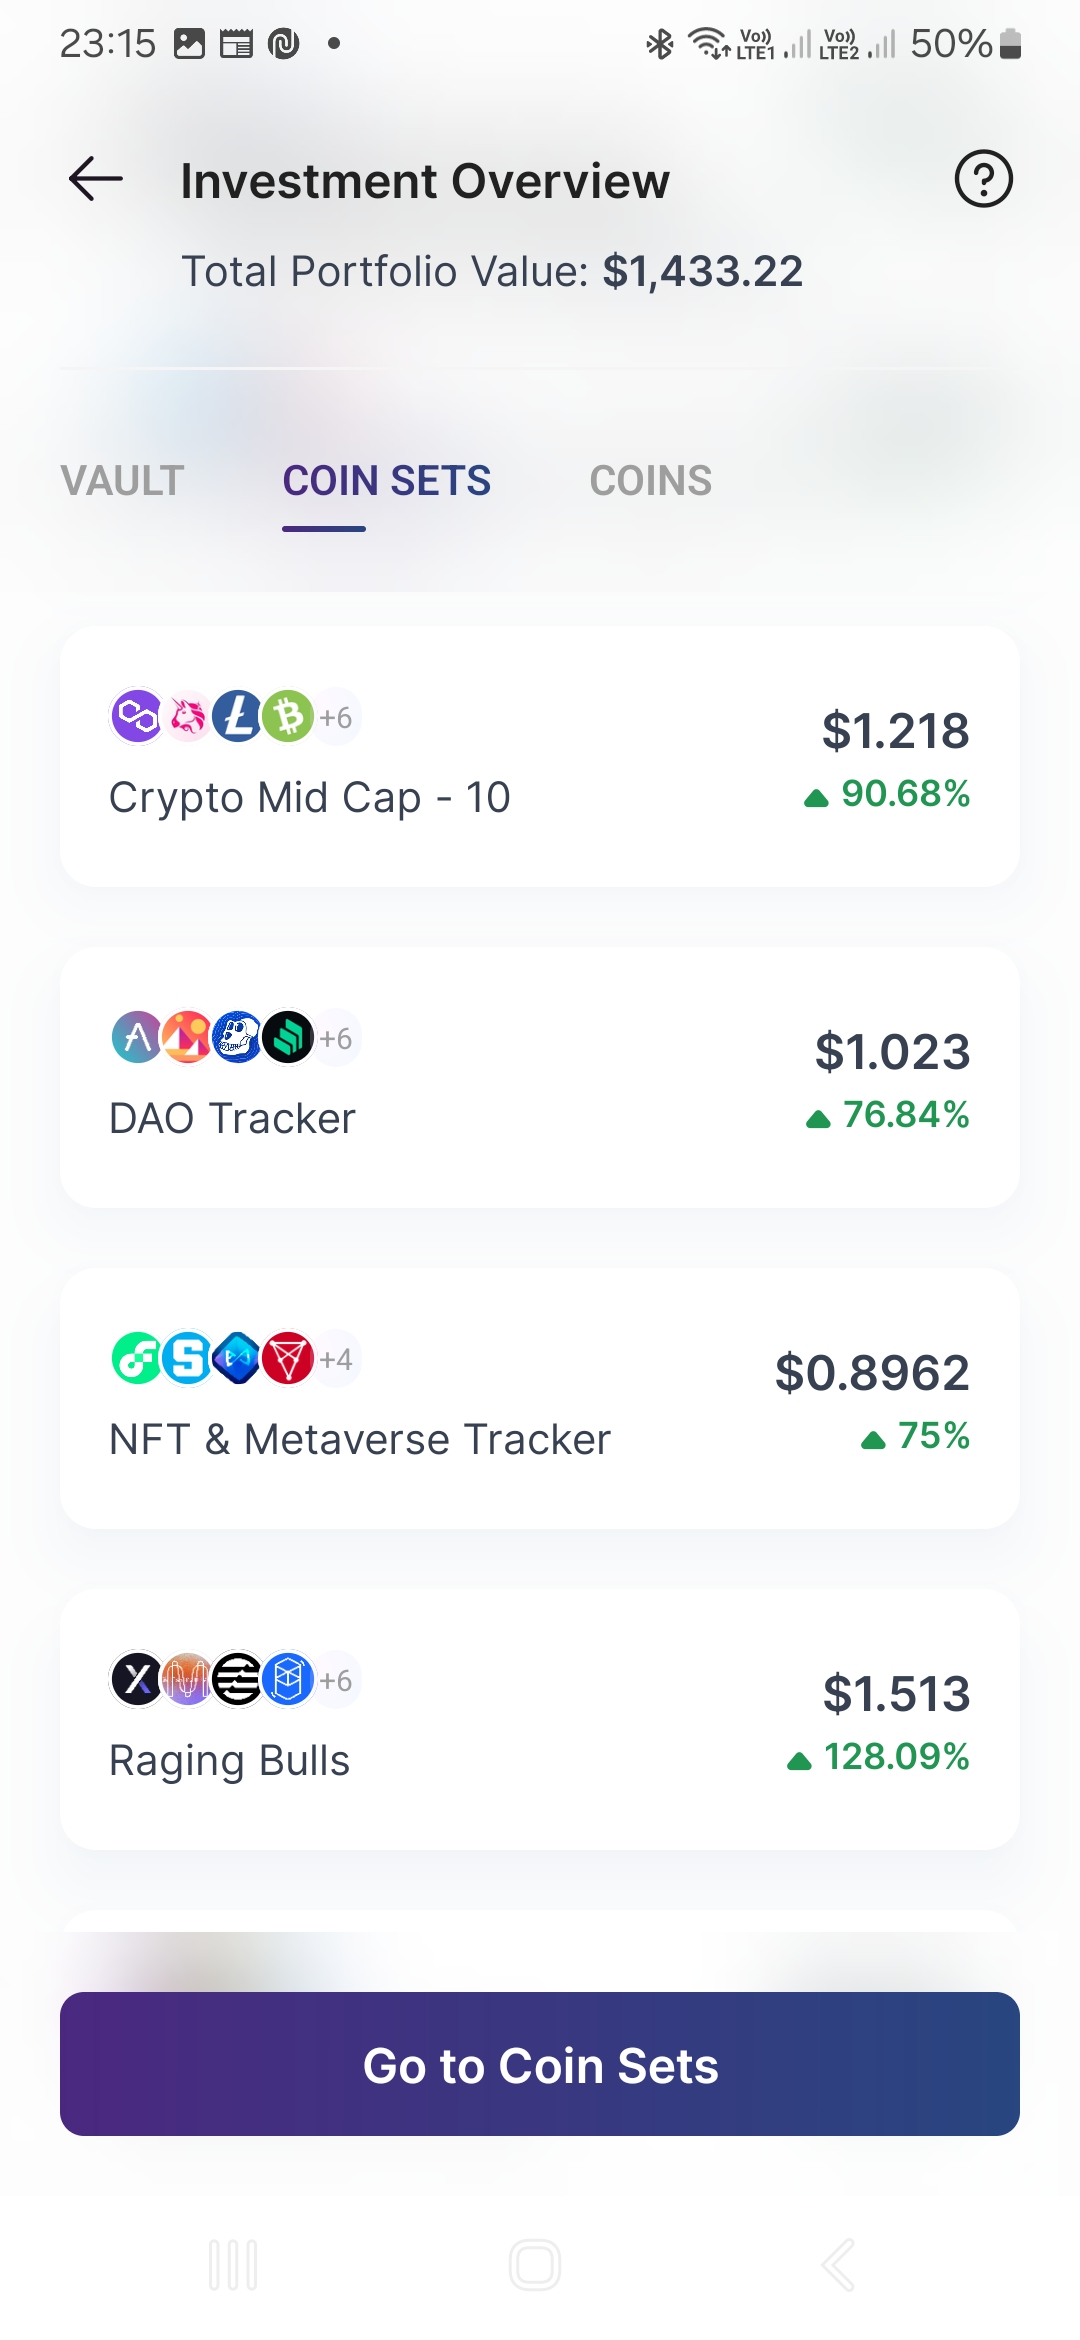 23:15
Vo)) LTE1 Vo)) LTE2 50%
Investment Overview
Total Portfolio Value: $1,433.22
VAULT COIN SETS COINS
+6
$1.218
Crypto Mid Cap - 10
90.68%
+6
$1.023
DAO Tracker
76.84%
+4
$0.8962
NFT & Metaverse Tracker
75%
+6
$1.513
Raging Bulls
128.09%
Go to Coin Sets